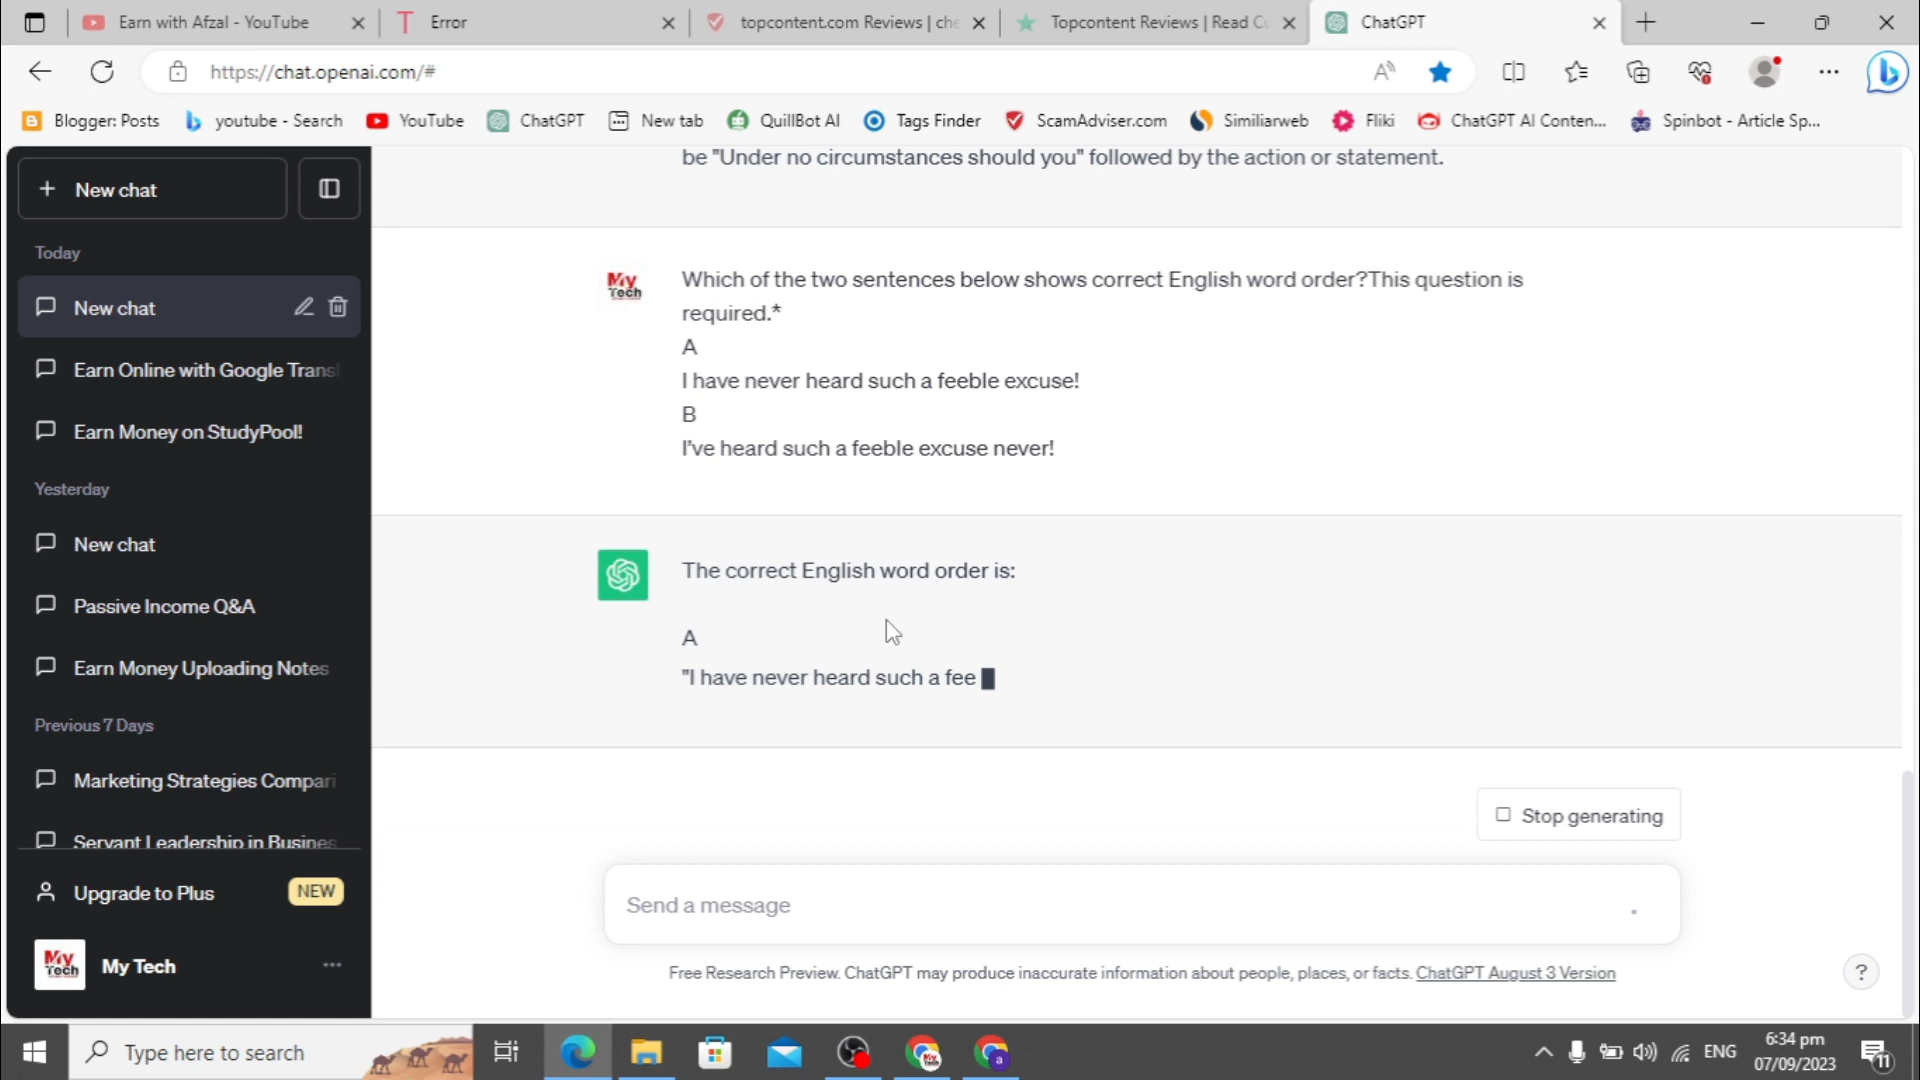 Earn with Afzal - YouTube
Error
topcontent.com Reviews | che
Topcontent Reviews | Read Cu
ChatGPT
https://chat.openai.com/#
Blogger: Posts
youtube - Search
YouTube
ChatGPT
New tab
QuillBot AI
Tags Finder
ScamAdviser.com
Similiarweb
Fliki
ChatGPT AI Conten...
Spinbot - Article Sp...
New chat
Today
New chat
Earn Online with Google Transl
Earn Money on StudyPool!
Yesterday
New chat
Passive Income Q&A
Earn Money Uploading Notes
Previous 7 Days
Marketing Strategies Compari
Servant Leadership in Busines
Upgrade to Plus
NEW
My Tech
My Tech
be "Under no circumstances should you" followed by the action or statement.
My Tech
Which of the two sentences below shows correct English word order?This question is
required.*
A
I have never heard such a feeble excuse!
B
I've heard such a feeble excuse never!
The correct English word order is:
A
"I have never heard such a fee
Stop generating
Send a message
Free Research Preview. ChatGPT may produce inaccurate information about people, places, or facts. ChatGPT August 3 Version
?
Type here to search
ENG
6:34 pm
07/09/2023
11